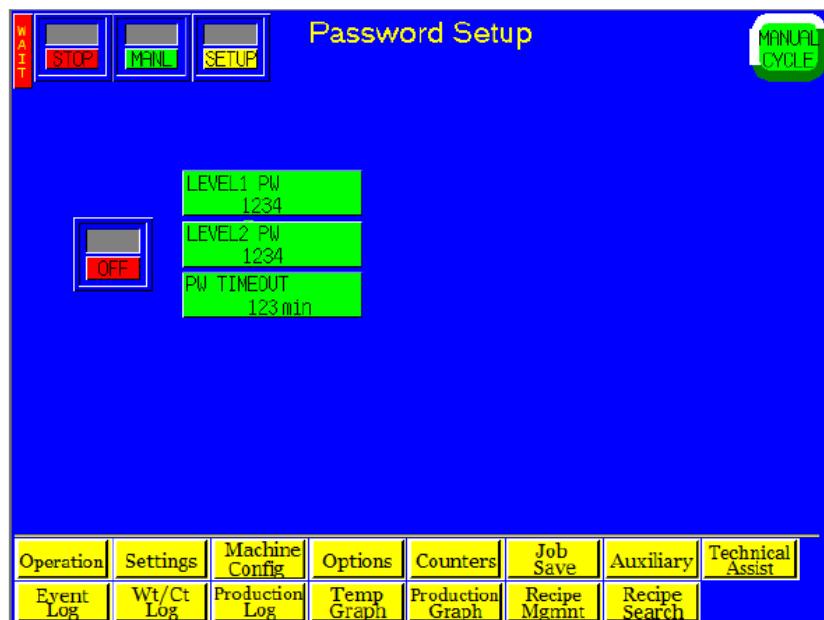 WAIT
STOP
MANL
SETUP
Password Setup
MANUAL
CYCLE
LEVEL1 PW
1234
LEVEL2 PW
1234
OFF
PW TIMEOUT
123 min
Operation
Settings
Machine
Config
Options
Counters
Job
Save
Auxiliary
Technical
Assist
Event
Log
Wt/Ct
Log
Production
Log
Temp
Graph
Production
Graph
Recipe
Mgmnt
Recipe
Search